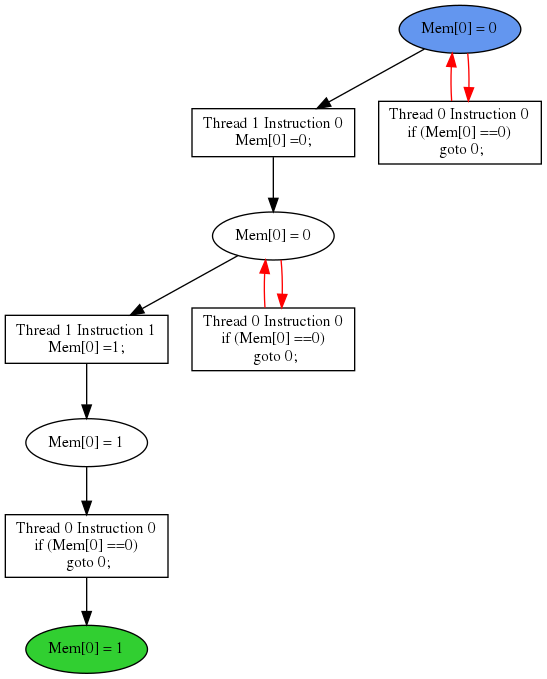 Mem[0] = 0
Thread 1 Instruction 0
Mem[0] =0;
Thread 0 Instruction 0
if (Mem[0] ==0)
goto 0;
Mem[0] = 0
Thread 1 Instruction 1
Mem[0] =1;
Thread 0 Instruction 0
if (Mem[0] ==0)
goto 0;
Mem[0] = 1
Thread 0 Instruction 0
if (Mem[0] ==0)
goto 0;
Mem[0] = 1